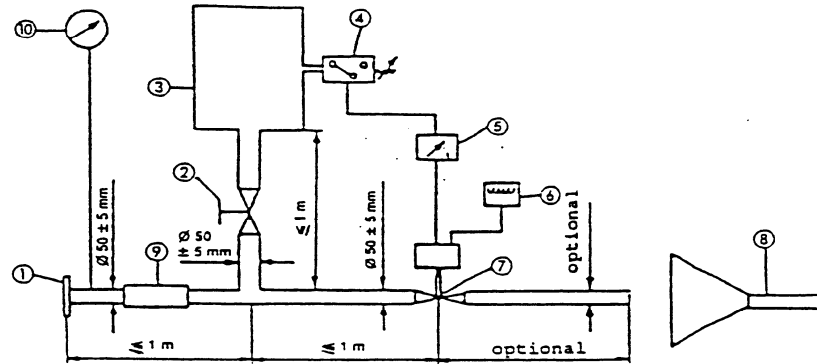 10
4
3
5
2
6
≤ 1 m
Ø 50 ± 5 mm
Ø 50
± 5 mm
Ø 50 ± 5 mm
optional
1
9
7
8
≤ 1 m
≤ 1 m
optional